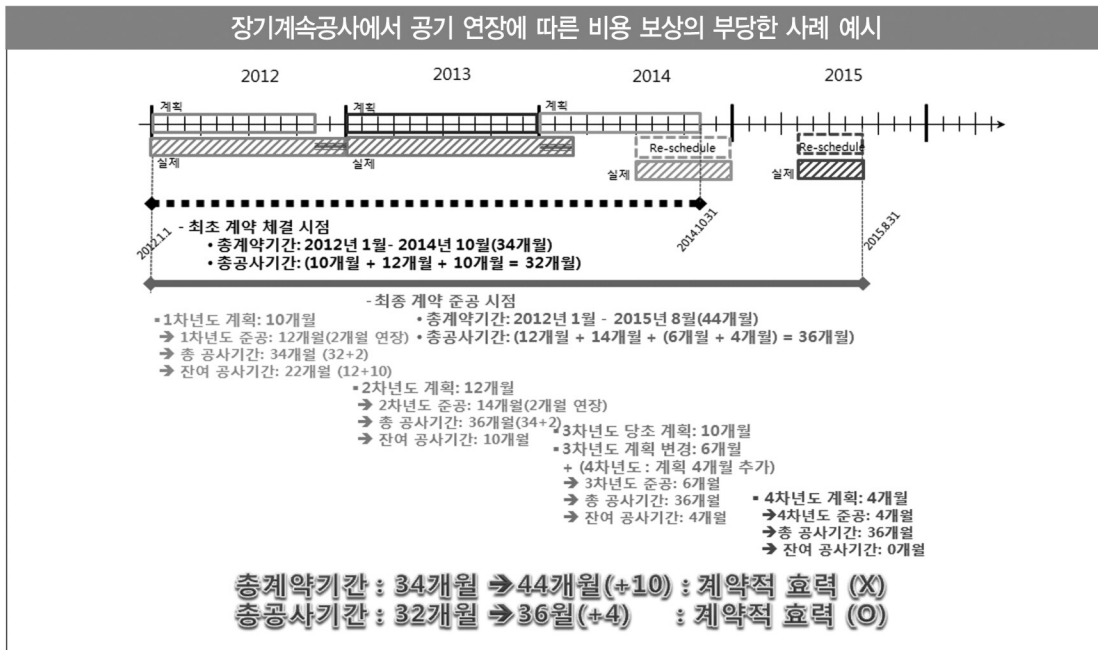 장기계속공사에서 공기 연장에 따른 비용 보상의 부당한 사례 예시
2012 2013 2014 2015
계획 계획 계획
실제 실제
Re-schedule Re-schedule
실제 실제
2012.1.1 2014.10.31 2015.8.31
- 최초 계약 체결 시점
• 총계약기간: 2012년 1월- 2014년 10월(34개월)
• 총공사기간: (10개월 + 12개월 + 10개월 = 32개월)
- 최종 계약 준공 시점
• 총계약기간: 2012년 1월 - 2015년 8월(44개월)
• 총공사기간: (12개월 + 14개월 + (6개월 + 4개월) = 36개월)
▪ 1차년도 계획: 10개월
➔ 1차년도 준공: 12개월(2개월 연장)
➔ 총 공사기간: 34개월 (32+2)
➔ 잔여 공사기간: 22개월 (12+10)
▪ 2차년도 계획: 12개월
➔ 2차년도 준공: 14개월(2개월 연장)
➔ 총 공사기간: 36개월(34+2)
➔ 잔여 공사기간: 10개월
▪ 3차년도 당초 계획: 10개월
▪ 3차년도 계획 변경: 6개월
+ (4차년도 : 계획 4개월 추가)
➔ 3차년도 준공: 6개월
➔ 총 공사기간: 36개월
➔ 잔여 공사기간: 4개월
▪ 4차년도 계획: 4개월
➔4차년도 준공: 4개월
➔총 공사기간: 36개월
➔ 잔여 공사기간: 0개월
총계약기간 : 34개월 ➔44개월(+10) : 계약적 효력 (X)
총공사기간 : 32개월 ➔36월(+4) : 계약적 효력 (O)